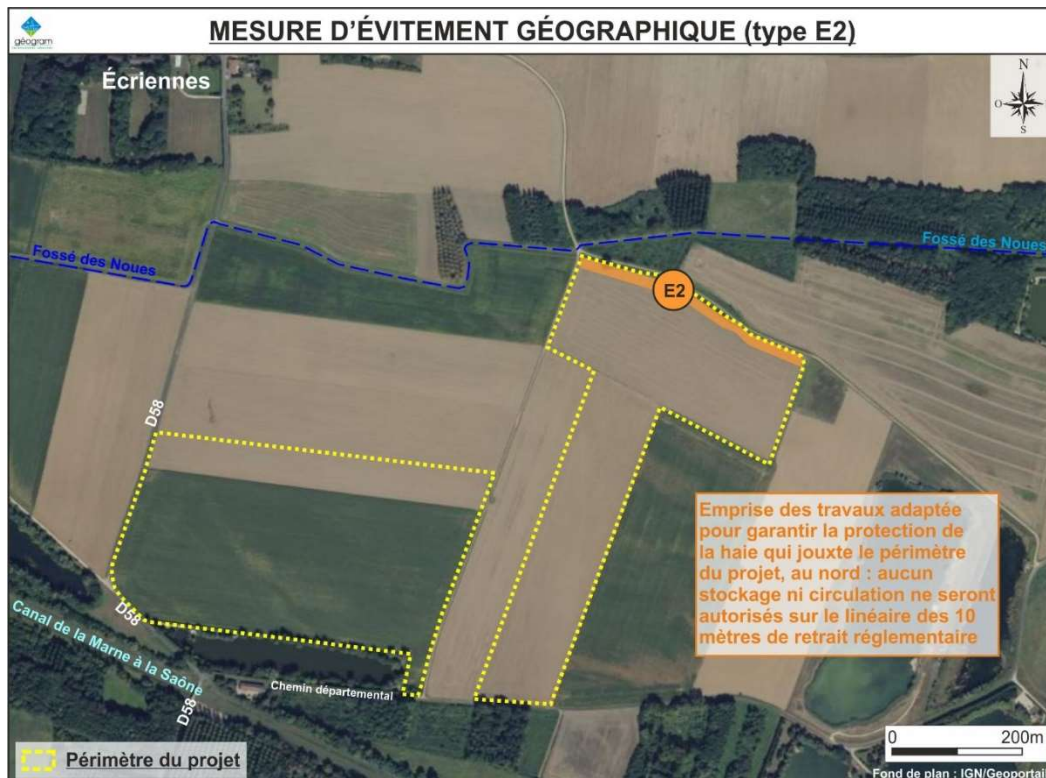 géogram
MESURE D'ÉVITEMENT GÉOGRAPHIQUE (type E2)
Écriennes
N
O
S
Fossé des Noues
Fossé des Noues
E2
D58
Emprise des travaux adaptée
pour garantir la protection de
la haie qui jouxte le périmètre
du projet, au nord : aucun
stockage ni circulation ne seront
autorisés sur le linéaire des 10
mètres de retrait réglementaire
D58
Canal de la Marne à la Saône
Chemin départemental
D58
0 200m
Périmètre du projet
Fond de plan : IGN/Geoportail